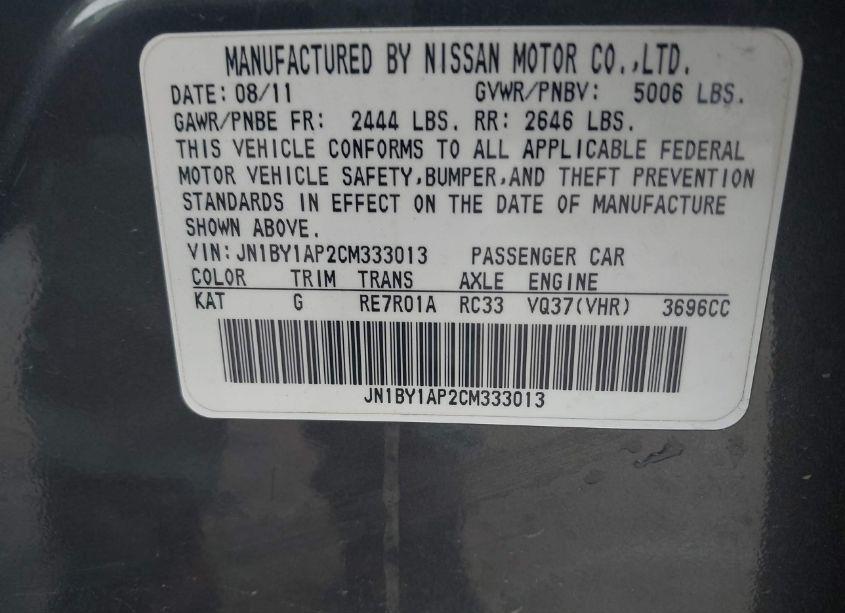 MANUFACTURED BY NISSAN MOTOR CO.,LTD.
DATE: 08/11 GVWR/PNBV: 5006 LBS.
GAWR/PNBE FR: 2444 LBS. RR: 2646 LBS.
THIS VEHICLE CONFORMS TO ALL APPLICABLE FEDERAL
MOTOR VEHICLE SAFETY,BUMPER,AND THEFT PREVENTION
STANDARDS IN EFFECT ON THE DATE OF MANUFACTURE
SHOWN ABOVE.
VIN: JN1BY1AP2CM333013 PASSENGER CAR
COLOR TRIM TRANS AXLE ENGINE
KAT G RE7R01A RC33 VQ37(VHR) 3696CC
JN1BY1AP2CM333013